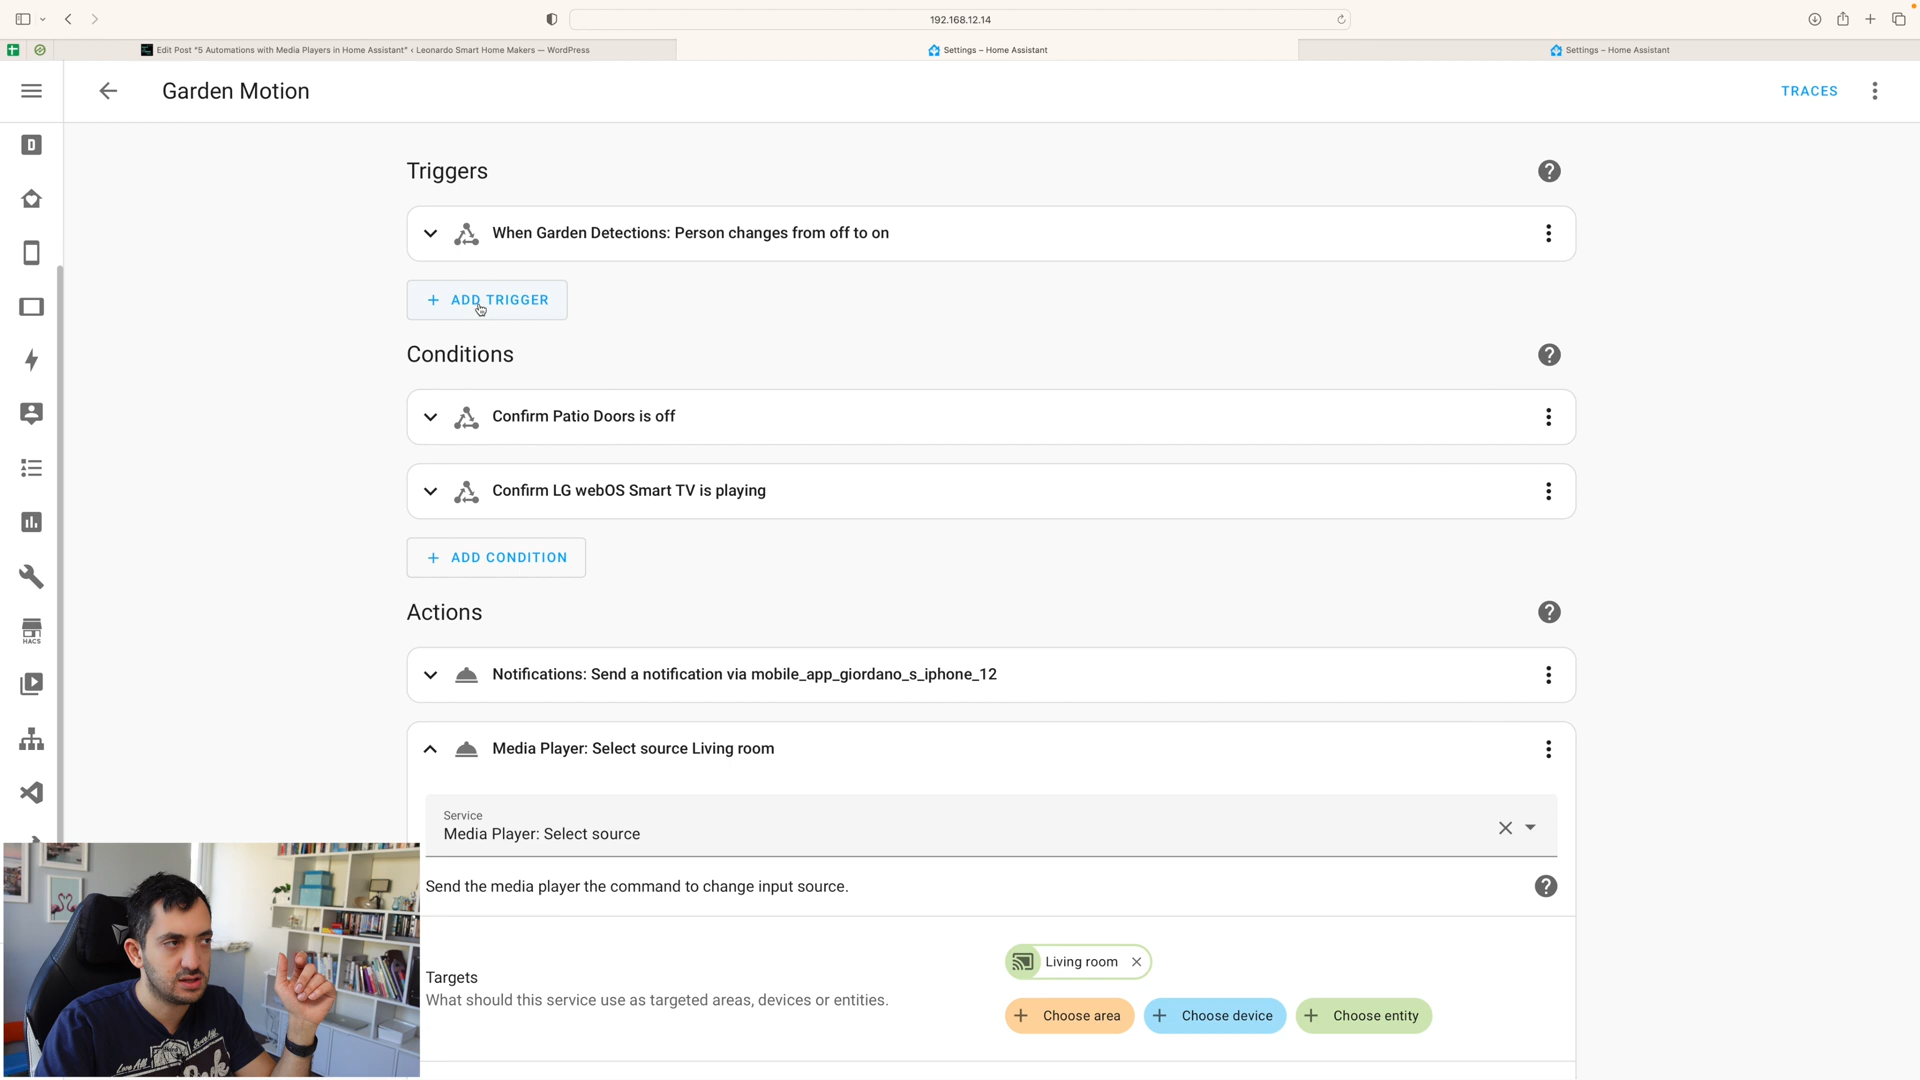 192.168.12.14
Edit Post "5 Automations with Media Players in Home Assistant" ‹ Leonardo Smart Home Makers — WordPress
Settings – Home Assistant
Settings – Home Assistant
Garden Motion
TRACES
D
Triggers
When Garden Detections: Person changes from off to on
+ ADD TRIGGER
Conditions
Confirm Patio Doors is off
Confirm LG webOS Smart TV is playing
+ ADD CONDITION
HACS
Actions
Notifications: Send a notification via mobile_app_giordano_s_iphone_12
Media Player: Select source Living room
Service
Media Player: Select source
Send the media player the command to change input source.
Living room
Targets
What should this service use as targeted areas, devices or entities.
+ Choose area
+ Choose device
+ Choose entity